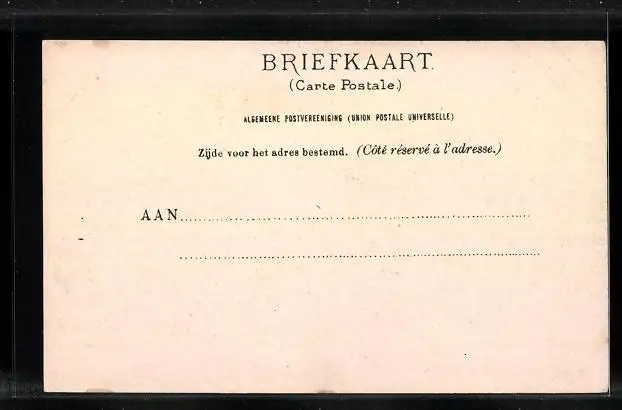 BRIEFKAART.
(Carte Postale.)
ALGEMEENE POSTVEREENIGING (UNION POSTALE UNIVERSELLE)
Zijde voor het adres bestemd. (Côté réservé à l'adresse.)
AAN